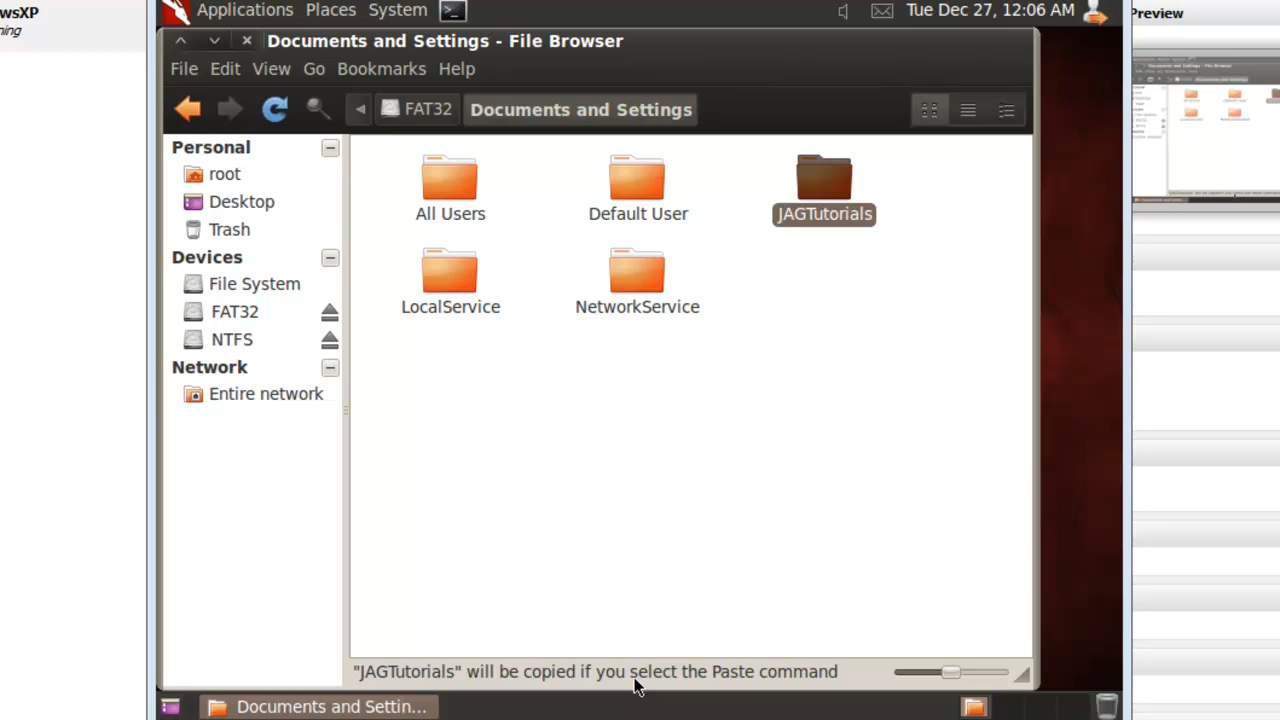 wsXP
ning
Applications Places System
Tue Dec 27, 12:06 AM
Preview
Documents and Settings - File Browser
File Edit View Go Bookmarks Help
FAT32 Documents and Settings
Personal
root
Desktop
Trash
Devices
File System
FAT32
NTFS
Network
Entire network
All Users
Default User
JAGTutorials
LocalService
NetworkService
"JAGTutorials" will be copied if you select the Paste command
Documents and Settin...